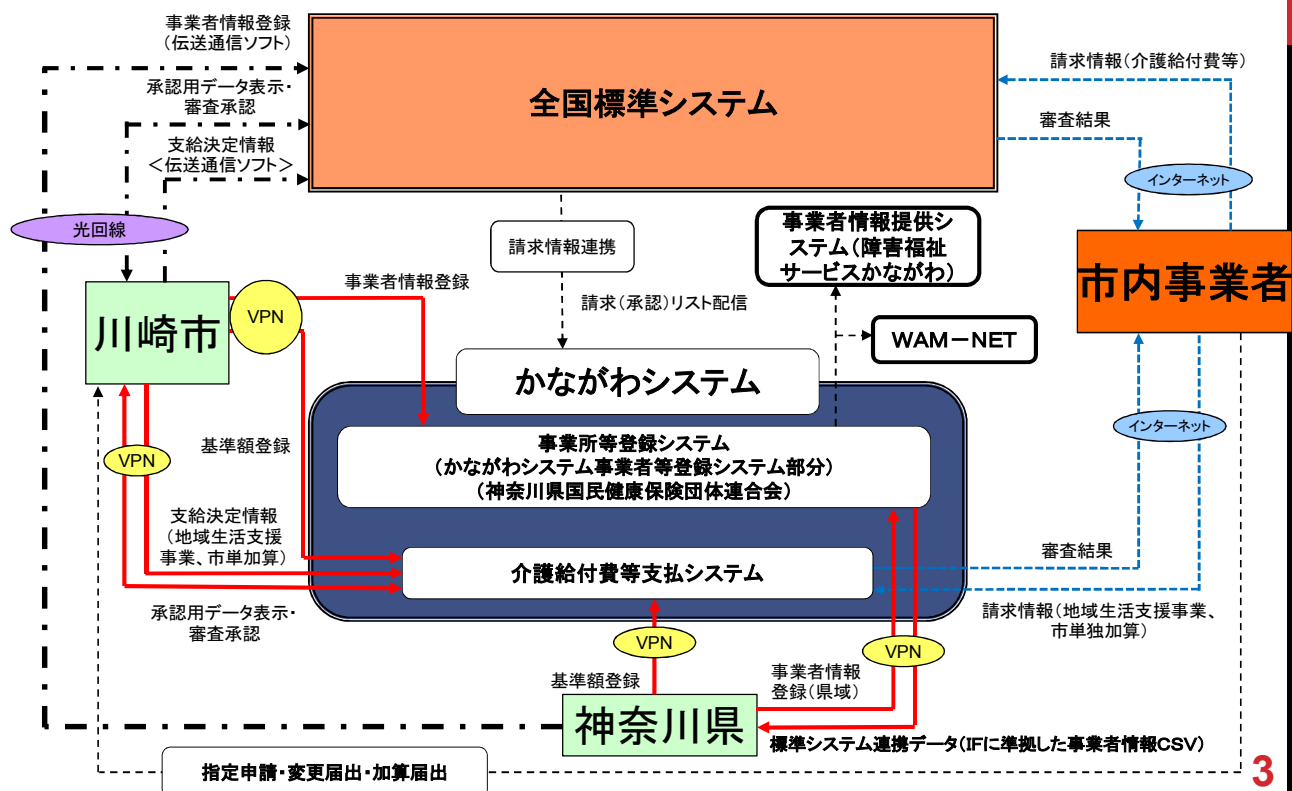 事業者情報登録
（伝送通信ソフト）
承認用データ表示・
審査承認
支給決定情報
＜伝送通信ソフト＞
光回線
全国標準システム
請求情報（介護給付費等）
審査結果
インターネット
市内事業者
請求情報連携
事業者情報提供シ
ステム（障害福祉
サービスかながわ）
WAM－NET
請求（承認）リスト配信
事業者情報登録
VPN
川崎市
かながわシステム
事業所等登録システム
（かながわシステム事業者等登録システム部分）
（神奈川県国民健康保険団体連合会）
インターネット
基準額登録
VPN
支給決定情報
（地域生活支援
事業、市単加算）
介護給付費等支払システム
審査結果
承認用データ表示・
審査承認
請求情報（地域生活支援事業、
市単独加算）
VPN
VPN
基準額登録
事業者情報
登録（県域）
神奈川県
標準システム連携データ（IFに準拠した事業者情報CSV）
指定申請・変更届出・加算届出
3